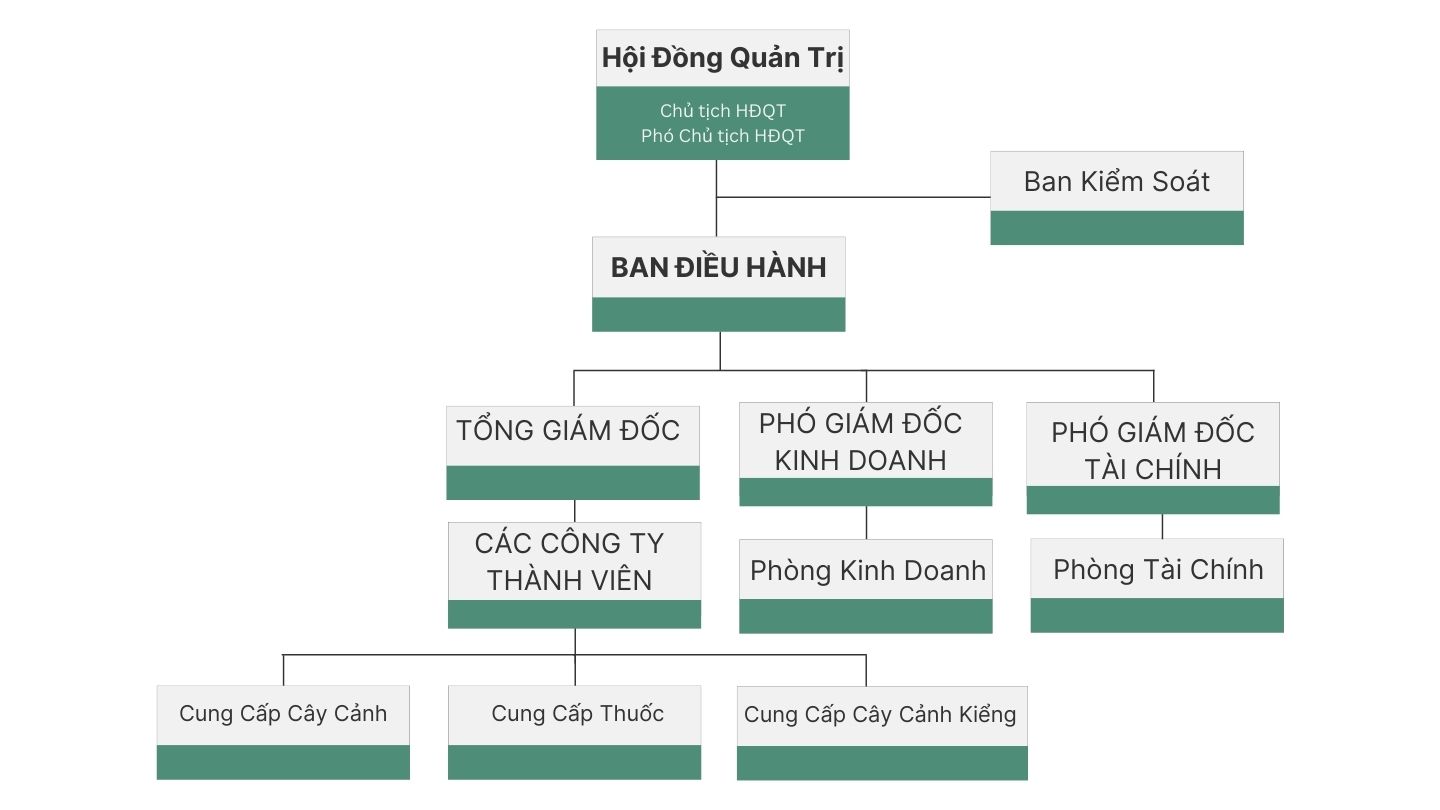 Hội Đồng Quản Trị
Chủ tịch HĐQT
Phó Chủ tịch HĐQT
Ban Kiểm Soát
BAN ĐIỀU HÀNH
TỔNG GIÁM ĐỐC
PHÓ GIÁM ĐỐC
KINH DOANH
PHÓ GIÁM ĐỐC
TÀI CHÍNH
CÁC CÔNG TY
THÀNH VIÊN
Phòng Kinh Doanh
Phòng Tài Chính
Cung Cấp Cây Cảnh
Cung Cấp Thuốc
Cung Cấp Cây Cảnh Kiểng